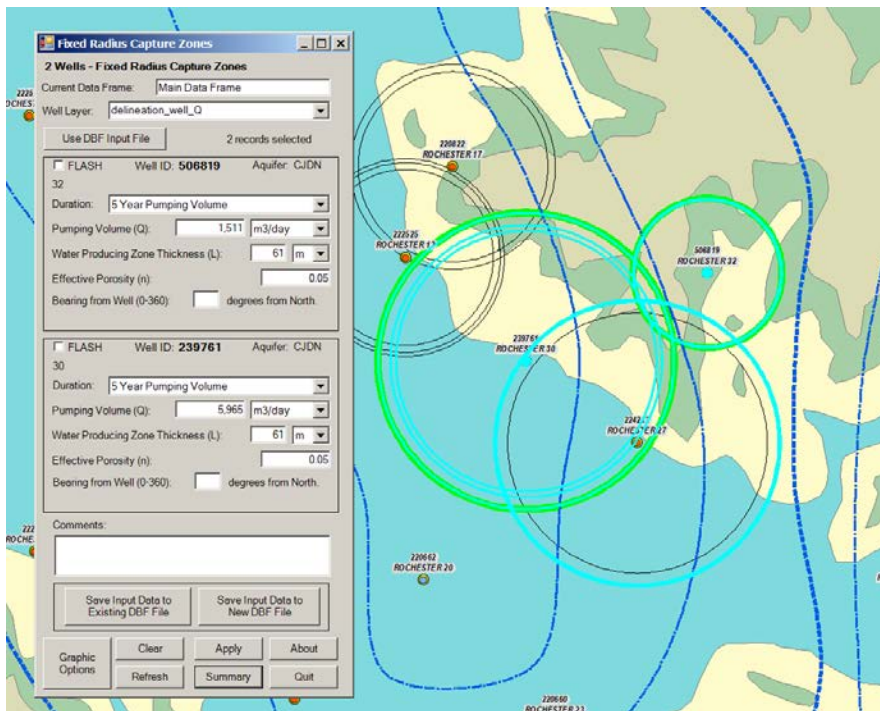 Fixed Radius Capture Zones
2 Wells - Fixed Radius Capture Zones
Current Data Frame: Main Data Frame
Well Layer: delineation_well_Q
Use DBF Input File 2 records selected
FLASH Well ID: 506819 Aquifer: CJDN
32
Duration: 5 Year Pumping Volume
Pumping Volume (Q): 1,511 m3/day
Water Producing Zone Thickness (L): 61 m
Effective Porosity (n): 0.05
Bearing from Well (0-360): degrees from North.
FLASH Well ID: 239761 Aquifer: CJDN
30
Duration: 5 Year Pumping Volume
Pumping Volume (Q): 5,965 m3/day
Water Producing Zone Thickness (L): 61 m
Effective Porosity (n): 0.05
Bearing from Well (0-360): degrees from North.
Comments:
Save Input Data to
Existing DBF File
Save Input Data to
New DBF File
Graphic
Options
Clear Apply About
Refresh Summary Quit
220822
ROCHESTER 17
222525
ROCHESTER
506819
ROCHESTER 32
239761
ROCHESTER 30
ROCHESTER 27
220662
ROCHESTER 20
220660
ROCHESTER 23